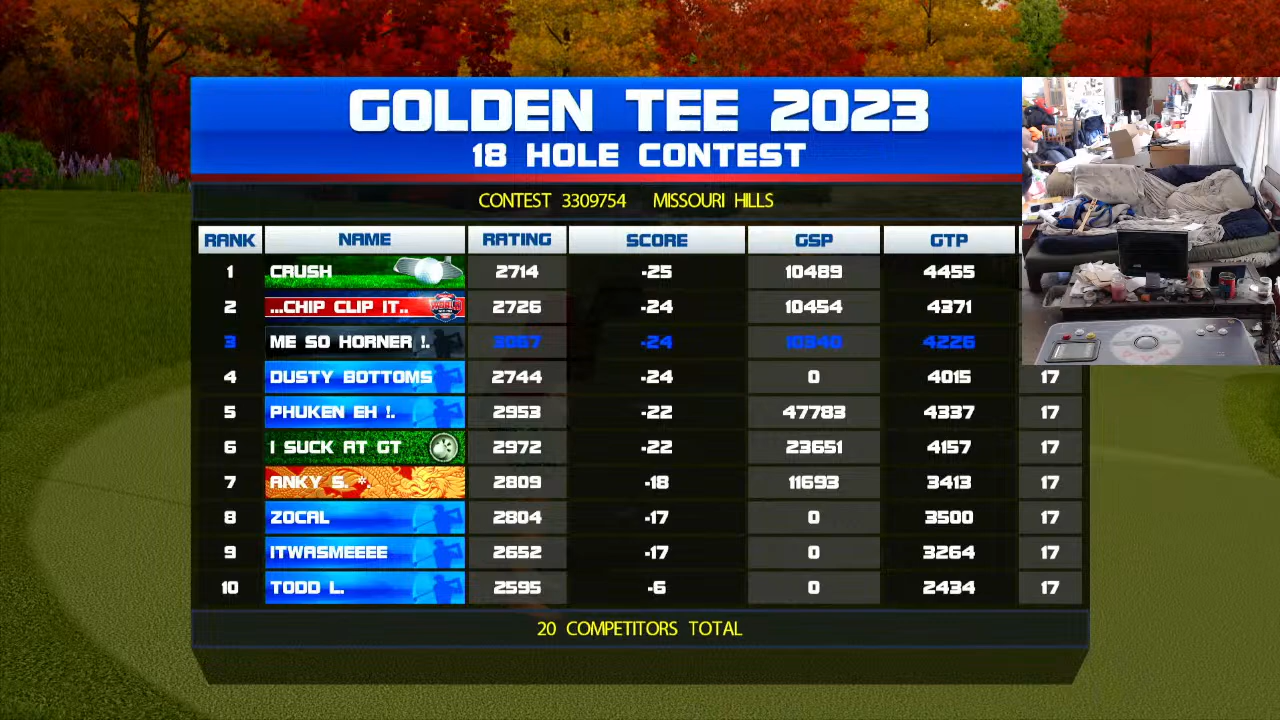 GOLDEN TEE 2023
18 HOLE CONTEST
CONTEST 3309754 MISSOURI HILLS
RANK NAME RATING SCORE GSP GTP
1 CRUSH 2714 -25 10489 4455
2 ...CHIP CLIP IT.. 2726 -24 10454 4371
3 ME SO HORNER !. 3067 -24 10340 4226
4 DUSTY BOTTOMS 2744 -24 0 4015 17
5 PHUKEN EH !. 2953 -22 47783 4337 17
6 I SUCK AT GT 2972 -22 23651 4157 17
7 ANKY S. *. 2809 -18 11693 3413 17
8 ZOCAL 2804 -17 0 3500 17
9 ITWASMEEEE 2652 -17 0 3264 17
10 TODD L. 2595 -6 0 2434 17
20 COMPETITORS TOTAL